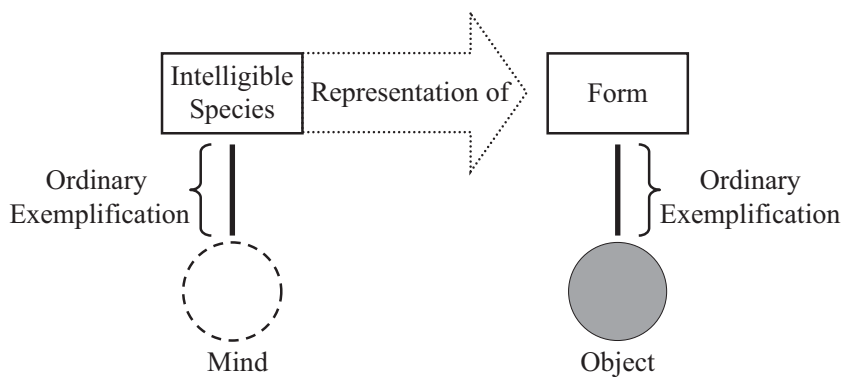 Intelligible
Species
Representation of
Form
Ordinary
Exemplification
Ordinary
Exemplification
Mind
Object